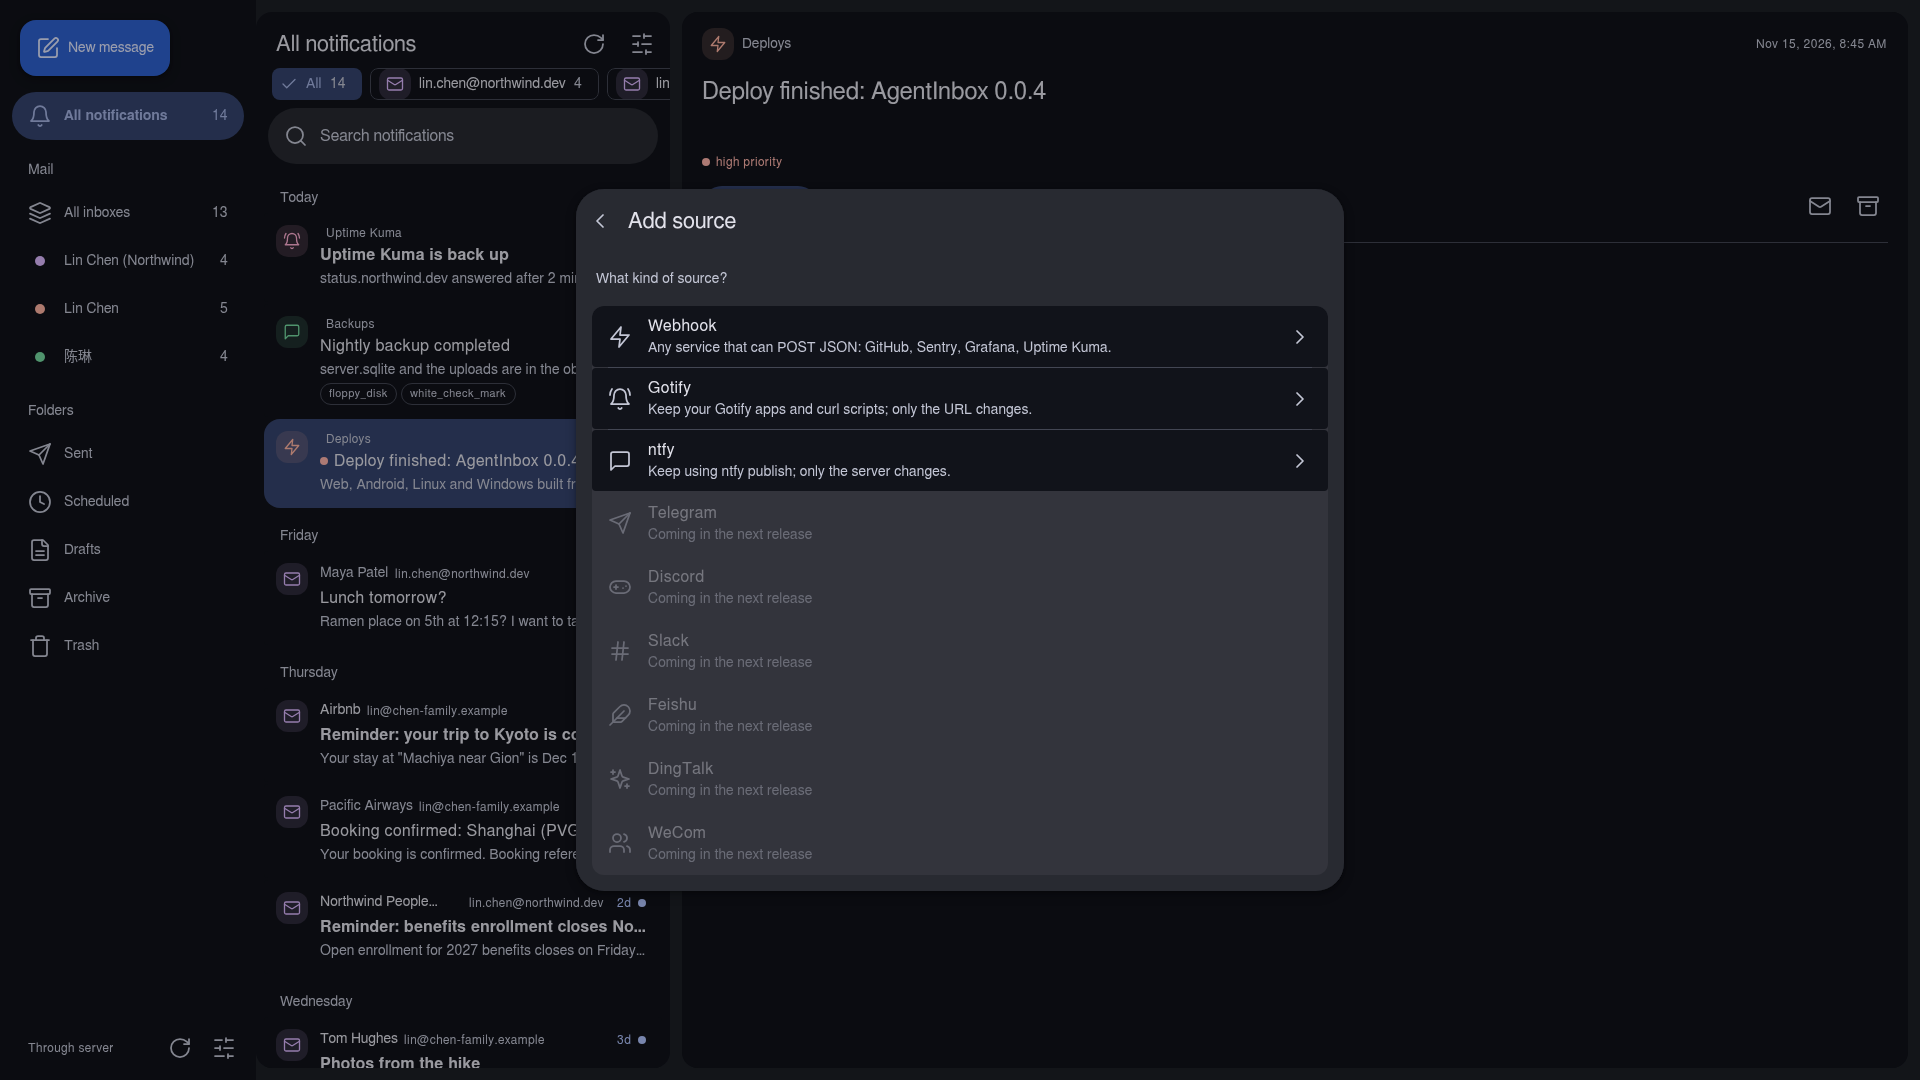 New message
All notifications 14
Mail
All inboxes 13
Lin Chen (Northwind) 4
Lin Chen 5
陈琳 4
Folders
Sent
Scheduled
Drafts
Archive
Trash
Through server
All notifications
All 14
lin.chen@northwind.dev 4
lin
Search notifications
Today
Uptime Kuma
Uptime Kuma is back up
status.northwind.dev answered after 2 mi
Backups
Nightly backup completed
server.sqlite and the uploads are in the ob
floppy_disk
white_check_mark
Deploys
Deploy finished: AgentInbox 0.0.4
Web, Android, Linux and Windows built fr
Friday
Maya Patel lin.chen@northwind.dev
Lunch tomorrow?
Ramen place on 5th at 12:15? I want to ta
Thursday
Airbnb lin@chen-family.example
Reminder: your trip to Kyoto is co
Your stay at "Machiya near Gion" is Dec 1
Pacific Airways lin@chen-family.example
Booking confirmed: Shanghai (PVG
Your booking is confirmed. Booking refere
Northwind People... lin.chen@northwind.dev 2d
Reminder: benefits enrollment closes No...
Open enrollment for 2027 benefits closes on Friday...
Wednesday
Tom Hughes lin@chen-family.example 3d
Photos from the hike
Deploys
Nov 15, 2026, 8:45 AM
Deploy finished: AgentInbox 0.0.4
high priority
Add source
What kind of source?
Webhook
Any service that can POST JSON: GitHub, Sentry, Grafana, Uptime Kuma.
Gotify
Keep your Gotify apps and curl scripts; only the URL changes.
ntfy
Keep using ntfy publish; only the server changes.
Telegram
Coming in the next release
Discord
Coming in the next release
Slack
Coming in the next release
Feishu
Coming in the next release
DingTalk
Coming in the next release
WeCom
Coming in the next release